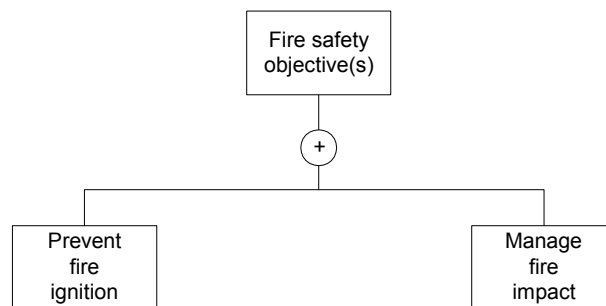 Fire safety
objective(s)
+
Prevent
fire
ignition
Manage
fire
impact